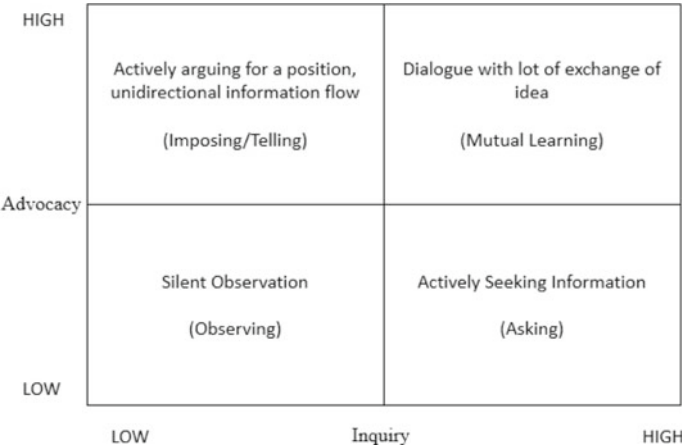 HIGH
Actively arguing for a position,
unidirectional information flow
(Imposing/Telling)
Dialogue with lot of exchange of
idea
(Mutual Learning)
Advocacy
Silent Observation
(Observing)
Actively Seeking Information
(Asking)
LOW
LOW
Inquiry
HIGH